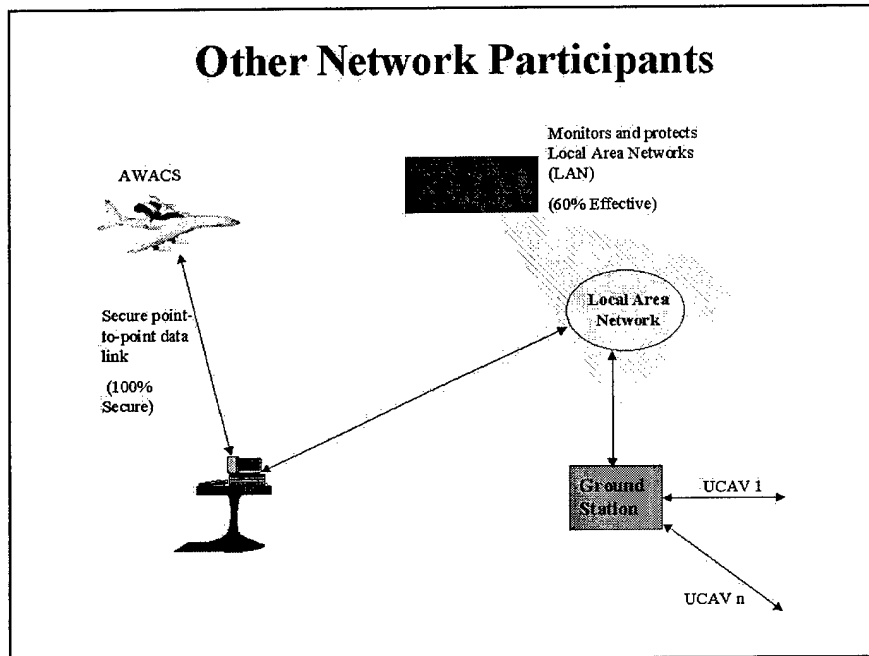 Other Network Participants
Monitors and protects
Local Area Networks
(LAN)
(60% Effective)
AWACS
Secure point-
to-point data
link
(100%
Secure)
Local Area
Network
Ground
Station
UCAV 1
UCAV n